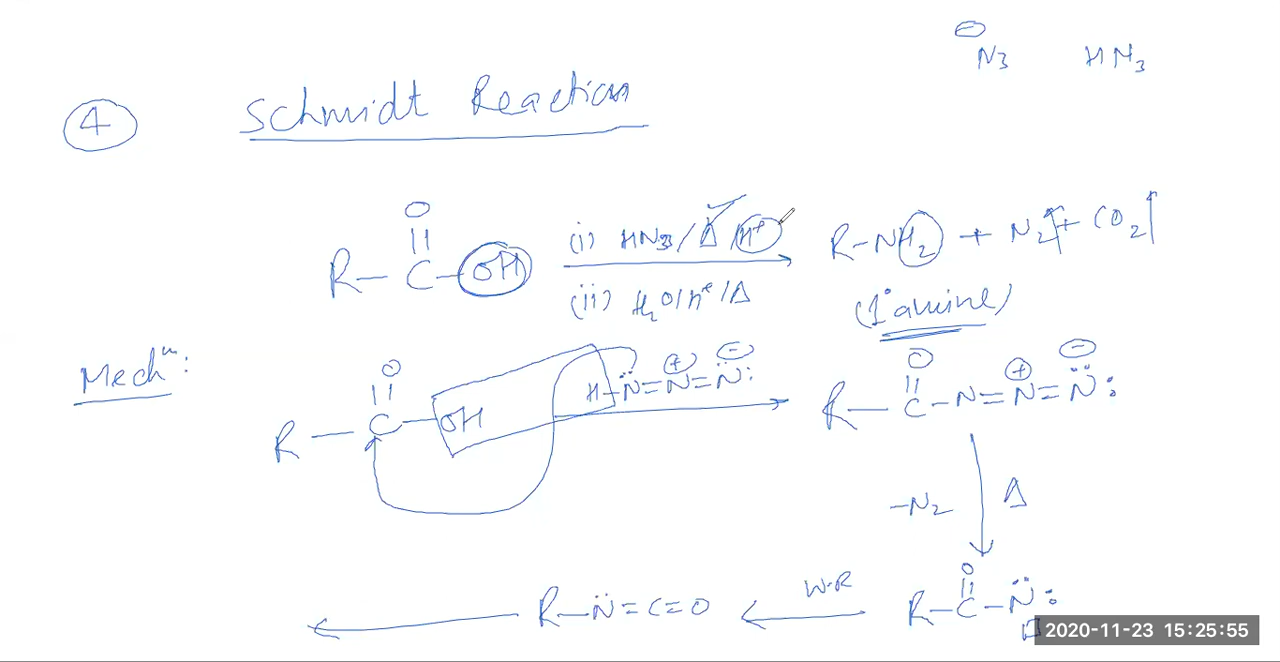 ⊖
N3 HN3
④ Schmidt Reaction
O
||
R—C—OH (i) HN3/Δ/H⁺ R-NH2 + N2↑ + CO2↑
(ii) H2O/H⁺/Δ
(1° amine)
Mechⁿ:
O
||
R—C—OH H-N̈=N⊕=N̈⊖:
O
||
R—C—N=N⊕=N̈⊖:
-N2 Δ
O
||
R—C—N̈:
W·R
R—N̈=C=O
2020-11-23 15:25:55